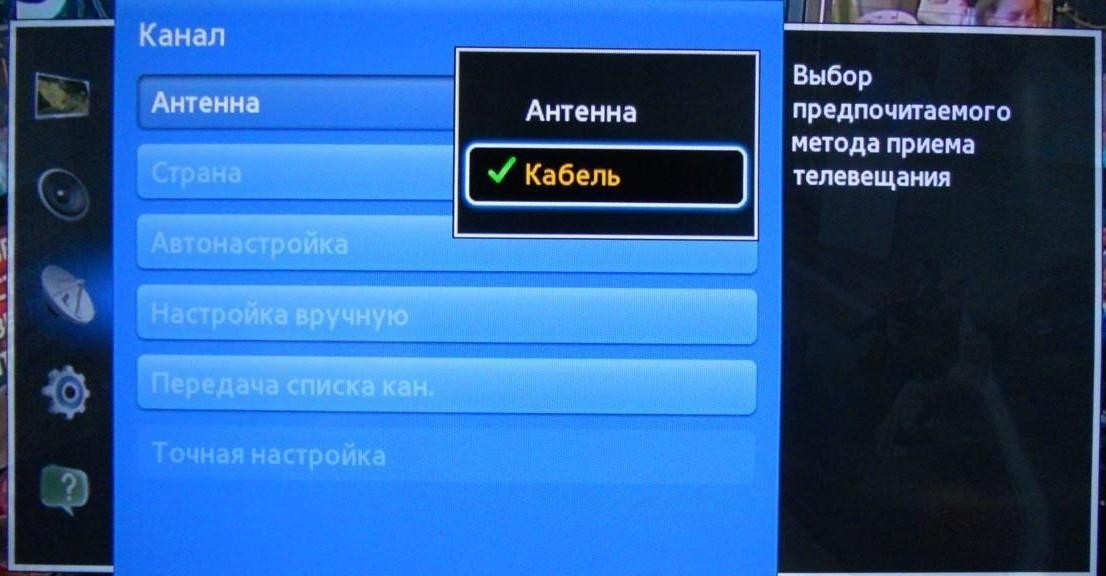 Канал
Антенна
Страна
Автонастройка
Настройка вручную
Передача списка кан.
Точная настройка
Антенна
Кабель
Выбор
предпочитаемого
метода приема
телевещания
?